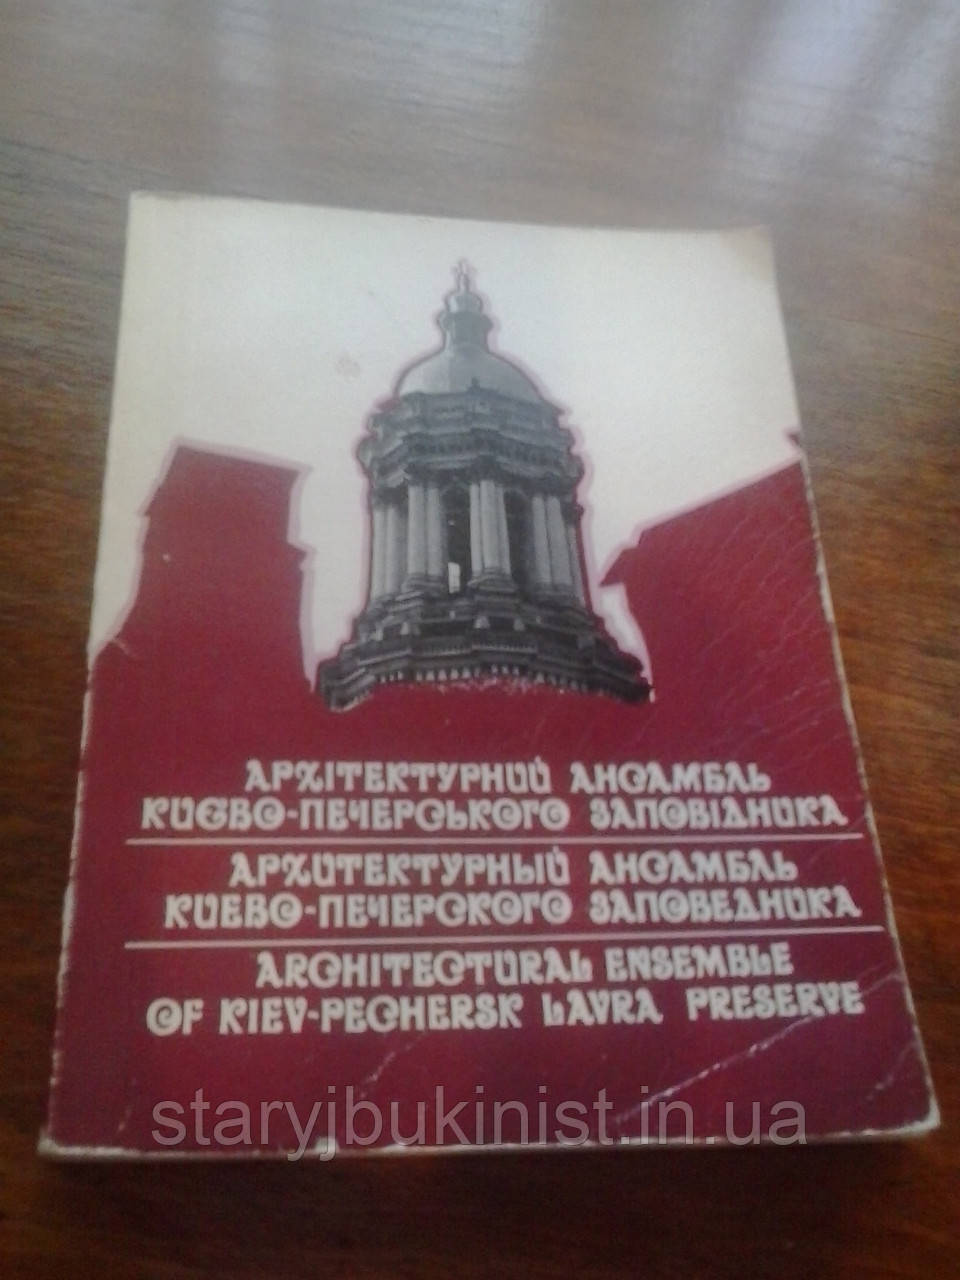 АРХІТЕКТУРНИЙ АНСАМБЛЬ
КИЄВО-ПЕЧЕРСЬКОГО ЗАПОВІДНИКА
АРХИТЕКТУРНЫЙ АНСАМБЛЬ
КИЕВО-ПЕЧЕРСКОГО ЗАПОВЕДНИКА
ARCHITECTURAL ENSEMBLE
OF KIEV-PECHERSK LAVRA PRESERVE
staryjbukinist.in.ua